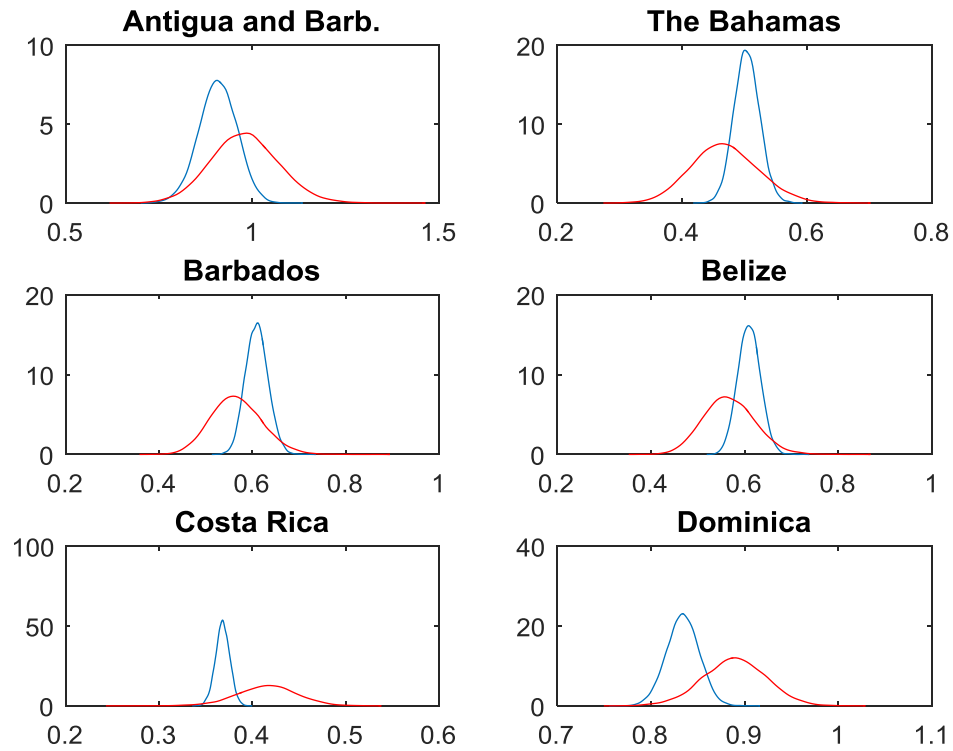 Antigua and Barb.
10
5
0
0.5 1 1.5
The Bahamas
20
10
0
0.2 0.4 0.6 0.8
Barbados
20
10
0
0.2 0.4 0.6 0.8 1
Belize
20
10
0
0.2 0.4 0.6 0.8 1
Costa Rica
100
50
0
0.2 0.3 0.4 0.5 0.6
Dominica
40
20
0
0.7 0.8 0.9 1 1.1